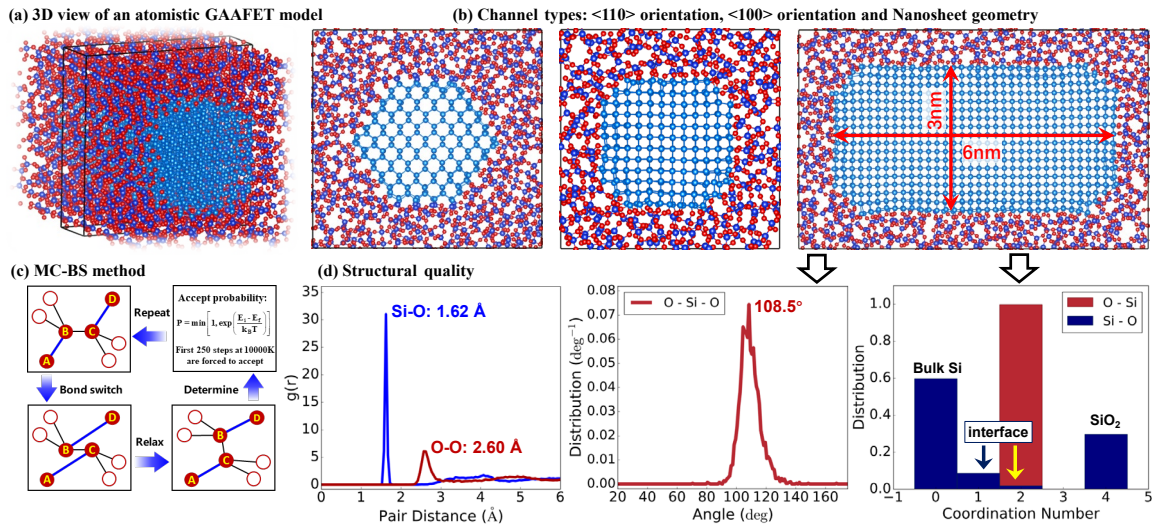 (a) 3D view of an atomistic GAAFET model
(b) Channel types: <110> orientation, <100> orientation and Nanosheet geometry
3nm
6nm
(c) MC-BS method
D
B
C
A
Repeat
Accept probability:
P = min[1, exp((E_i - E_f)/(k_B T))]
First 250 steps at 10000K
are forced to accept
Bond switch
Determine
D
B
C
A
Relax
D
B
C
A
(d) Structural quality
35
30
25
20
15
10
5
0
g(r)
Si-O: 1.62 Å
O-O: 2.60 Å
0 1 2 3 4 5 6
Pair Distance (Å)
0.08
0.07
0.06
0.05
0.04
0.03
0.02
0.01
0.00
Distribution (deg⁻¹)
O - Si - O
108.5°
20 40 60 80 100 120 140 160
Angle (deg)
1.0
0.8
0.6
0.4
0.2
0.0
Distribution
O - Si
Si - O
Bulk Si
interface
SiO₂
−1 0 1 2 3 4 5
Coordination Number